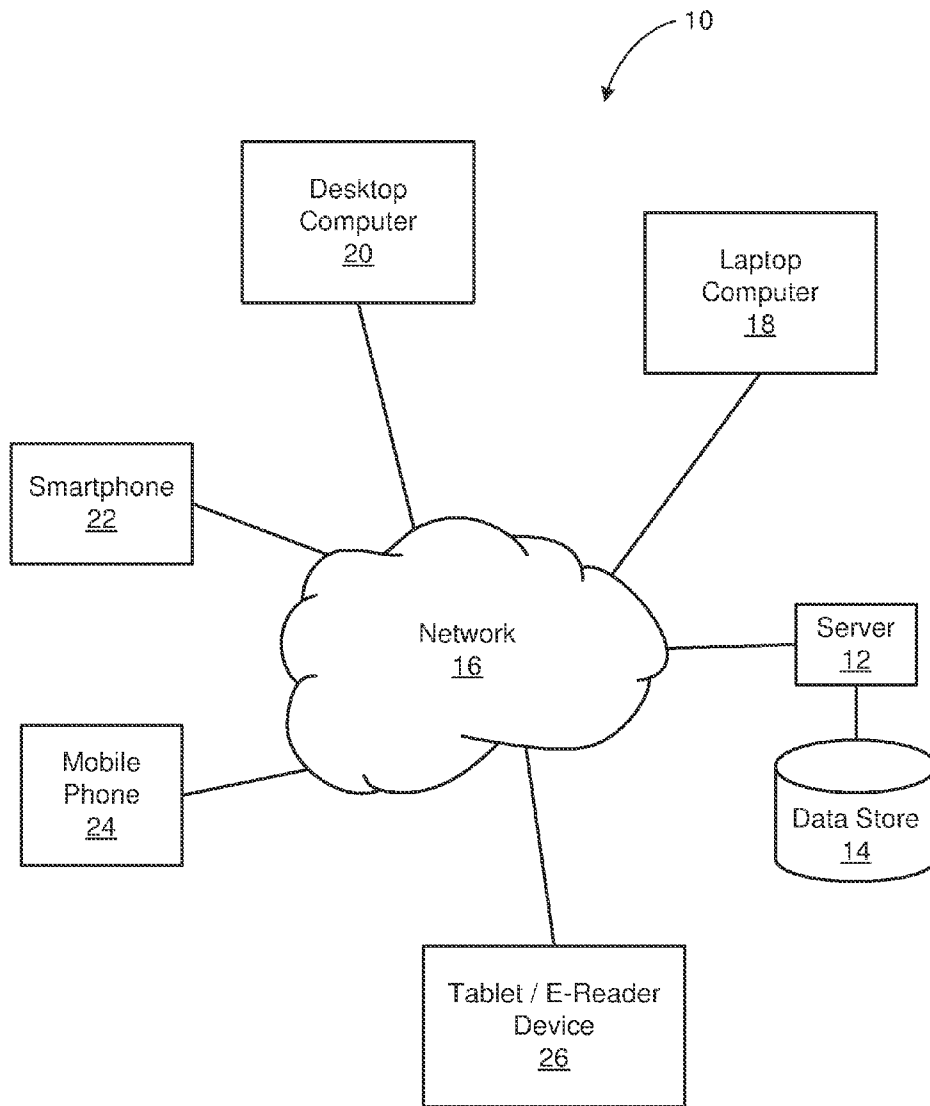 10
Desktop
Computer
20
Laptop
Computer
18
Smartphone
22
Network
16
Server
12
Mobile
Phone
24
Data Store
14
Tablet / E-Reader
Device
26